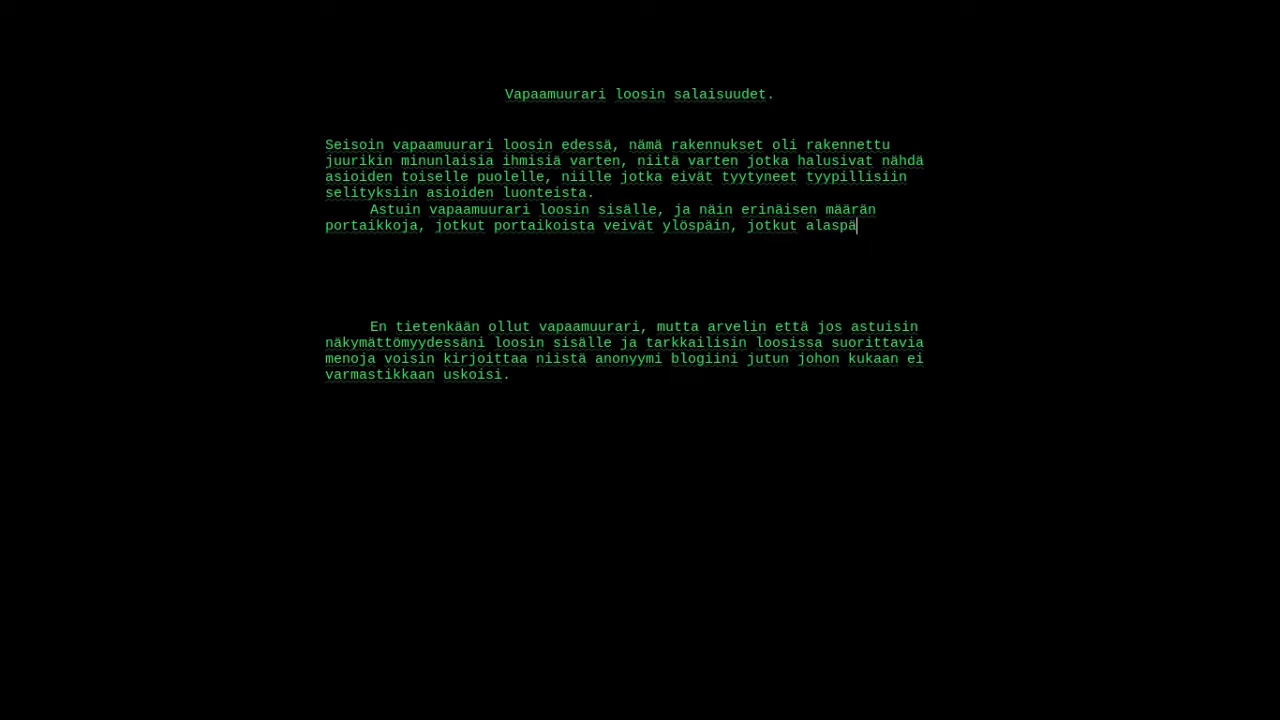 Vapaamuurari loosin salaisuudet.
Seisoin vapaamuurari loosin edessä, nämä rakennukset oli rakennettu
juurikin minunlaisia ihmisiä varten, niitä varten jotka halusivat nähdä
asioiden toiselle puolelle, niille jotka eivät tyytyneet tyypillisiin
selityksiin asioiden luonteista.
Astuin vapaamuurari loosin sisälle, ja näin erinäisen määrän
portaikkoja, jotkut portaikoista veivät ylöspäin, jotkut alaspä
En tietenkään ollut vapaamuurari, mutta arvelin että jos astuisin
näkymättömyydessäni loosin sisälle ja tarkkailisin loosissa suorittavia
menoja voisin kirjoittaa niistä anonyymi blogiini jutun johon kukaan ei
varmastikkaan uskoisi.